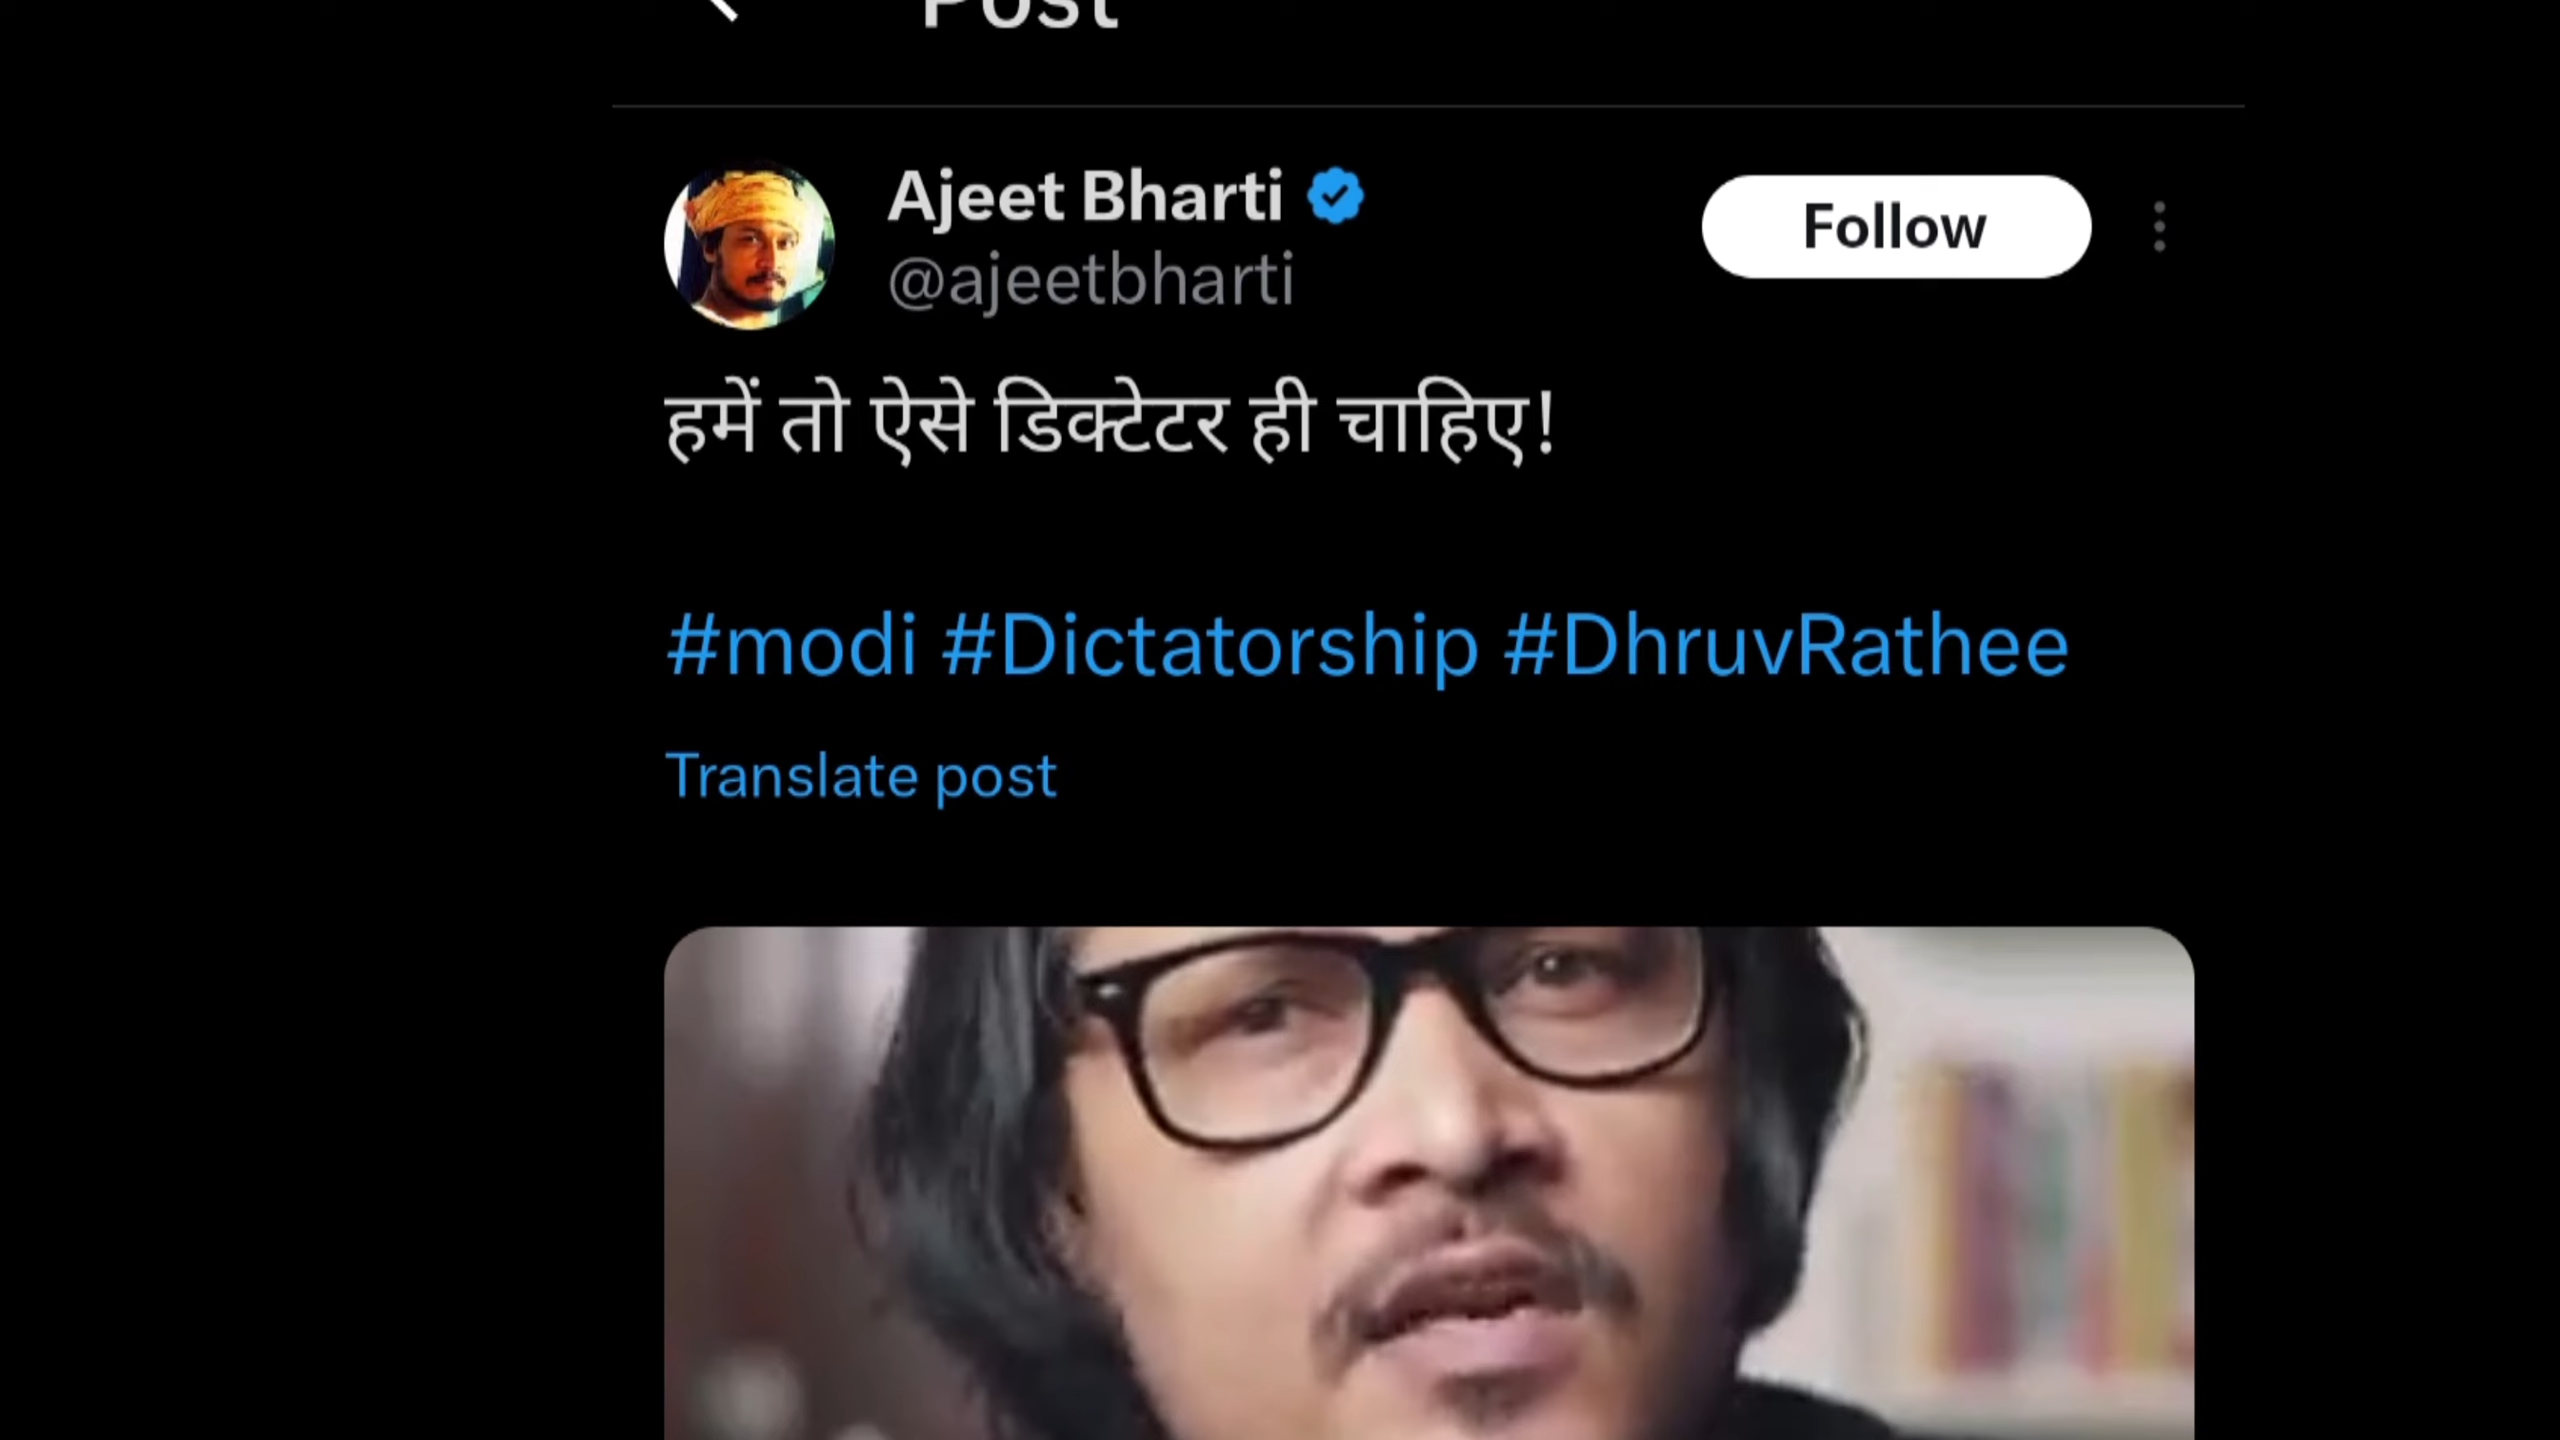 Post
Ajeet Bharti
Follow
@ajeetbharti
हमें तो ऐसे डिक्टेटर ही चाहिए!
#modi #Dictatorship #DhruvRathee
Translate post